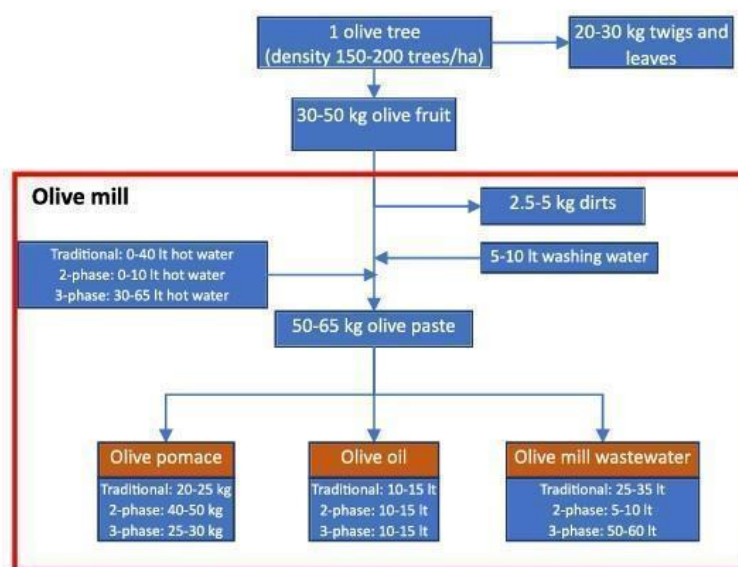 1 olive tree
(density 150-200 trees/ha)
20-30 kg twigs and
leaves
30-50 kg olive fruit
Olive mill
2.5-5 kg dirts
Traditional: 0-40 lt hot water
2-phase: 0-10 lt hot water
3-phase: 30-65 lt hot water
5-10 lt washing water
50-65 kg olive paste
Olive pomace
Traditional: 20-25 kg
2-phase: 40-50 kg
3-phase: 25-30 kg
Olive oil
Traditional: 10-15 lt
2-phase: 10-15 lt
3-phase: 10-15 lt
Olive mill wastewater
Traditional: 25-35 lt
2-phase: 5-10 lt
3-phase: 50-60 lt